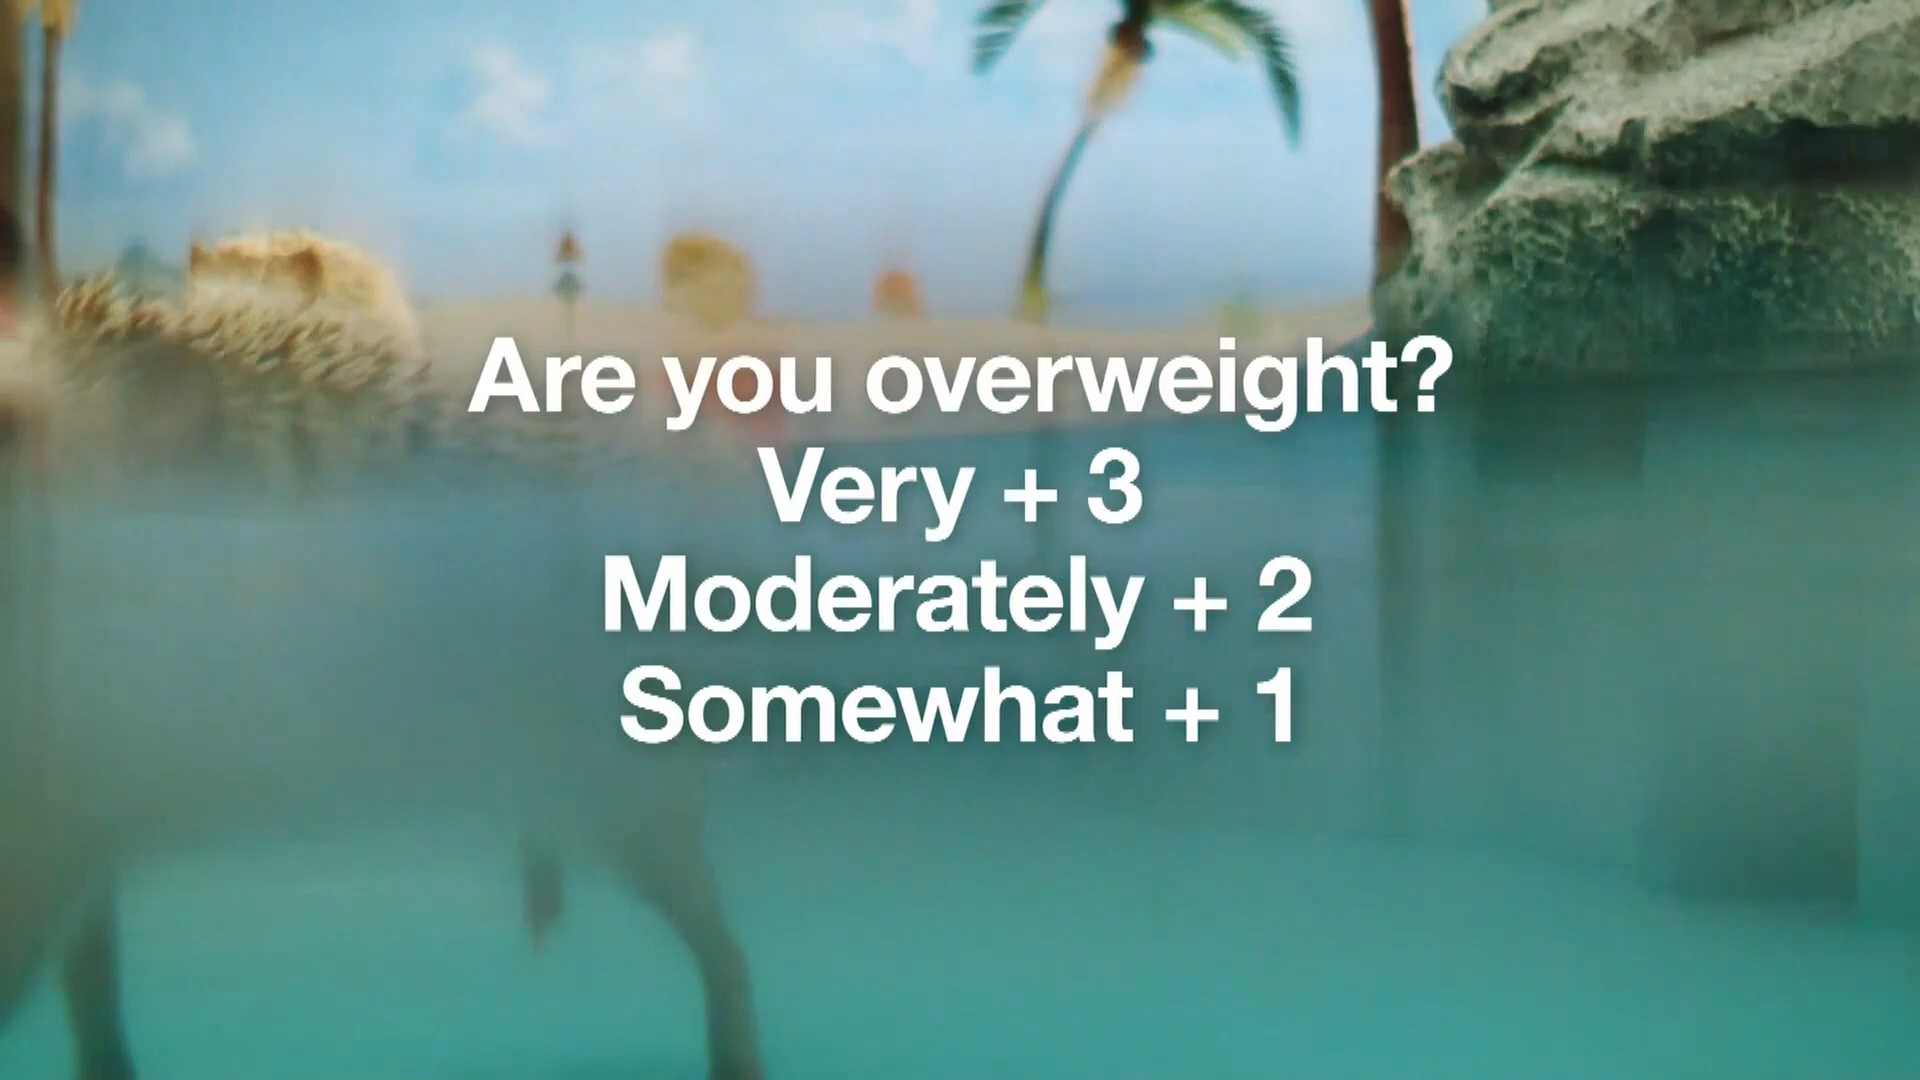 Are you overweight?
Very + 3
Moderately + 2
Somewhat + 1